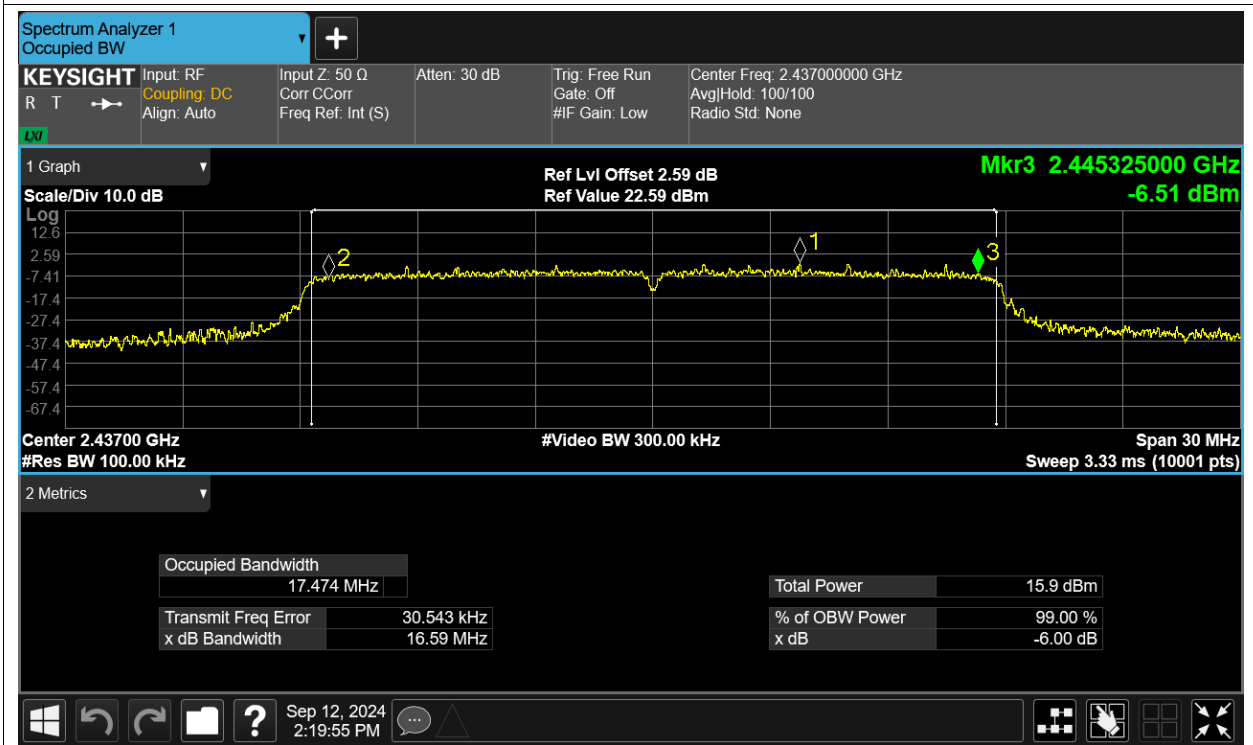 Spectrum Analyzer 1
Occupied BW
KEYSIGHT
R T
LXI
Input: RF
Coupling: DC
Align: Auto
Input Z: 50 Ω
Corr CCorr
Freq Ref: Int (S)
Atten: 30 dB
Trig: Free Run
Gate: Off
#IF Gain: Low
Center Freq: 2.437000000 GHz
Avg|Hold: 100/100
Radio Std: None
1 Graph
Scale/Div 10.0 dB
Ref Lvl Offset 2.59 dB
Ref Value 22.59 dBm
Mkr3 2.445325000 GHz
-6.51 dBm
Log
12.6
2.59
-7.41
-17.4
-27.4
-37.4
-47.4
-57.4
-67.4
2
1
3
Center 2.43700 GHz
#Res BW 100.00 kHz
#Video BW 300.00 kHz
Span 30 MHz
Sweep 3.33 ms (10001 pts)
2 Metrics
Occupied Bandwidth
17.474 MHz
Transmit Freq Error 30.543 kHz
x dB Bandwidth 16.59 MHz
Total Power 15.9 dBm
% of OBW Power 99.00 %
x dB -6.00 dB
?
Sep 12, 2024
2:19:55 PM